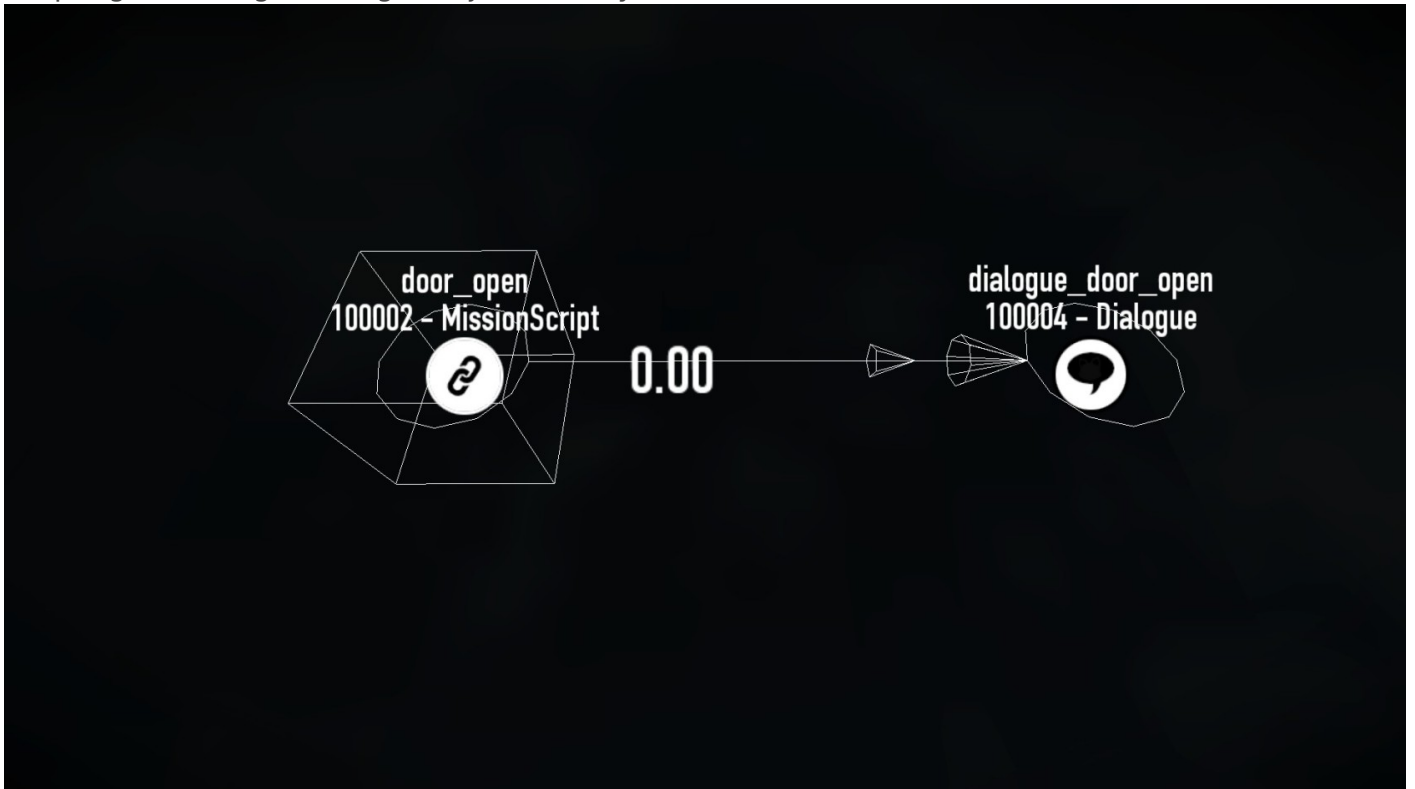 door_open
100002 - MissionScript
0.00
dialogue_door_open
100004 - Dialogue